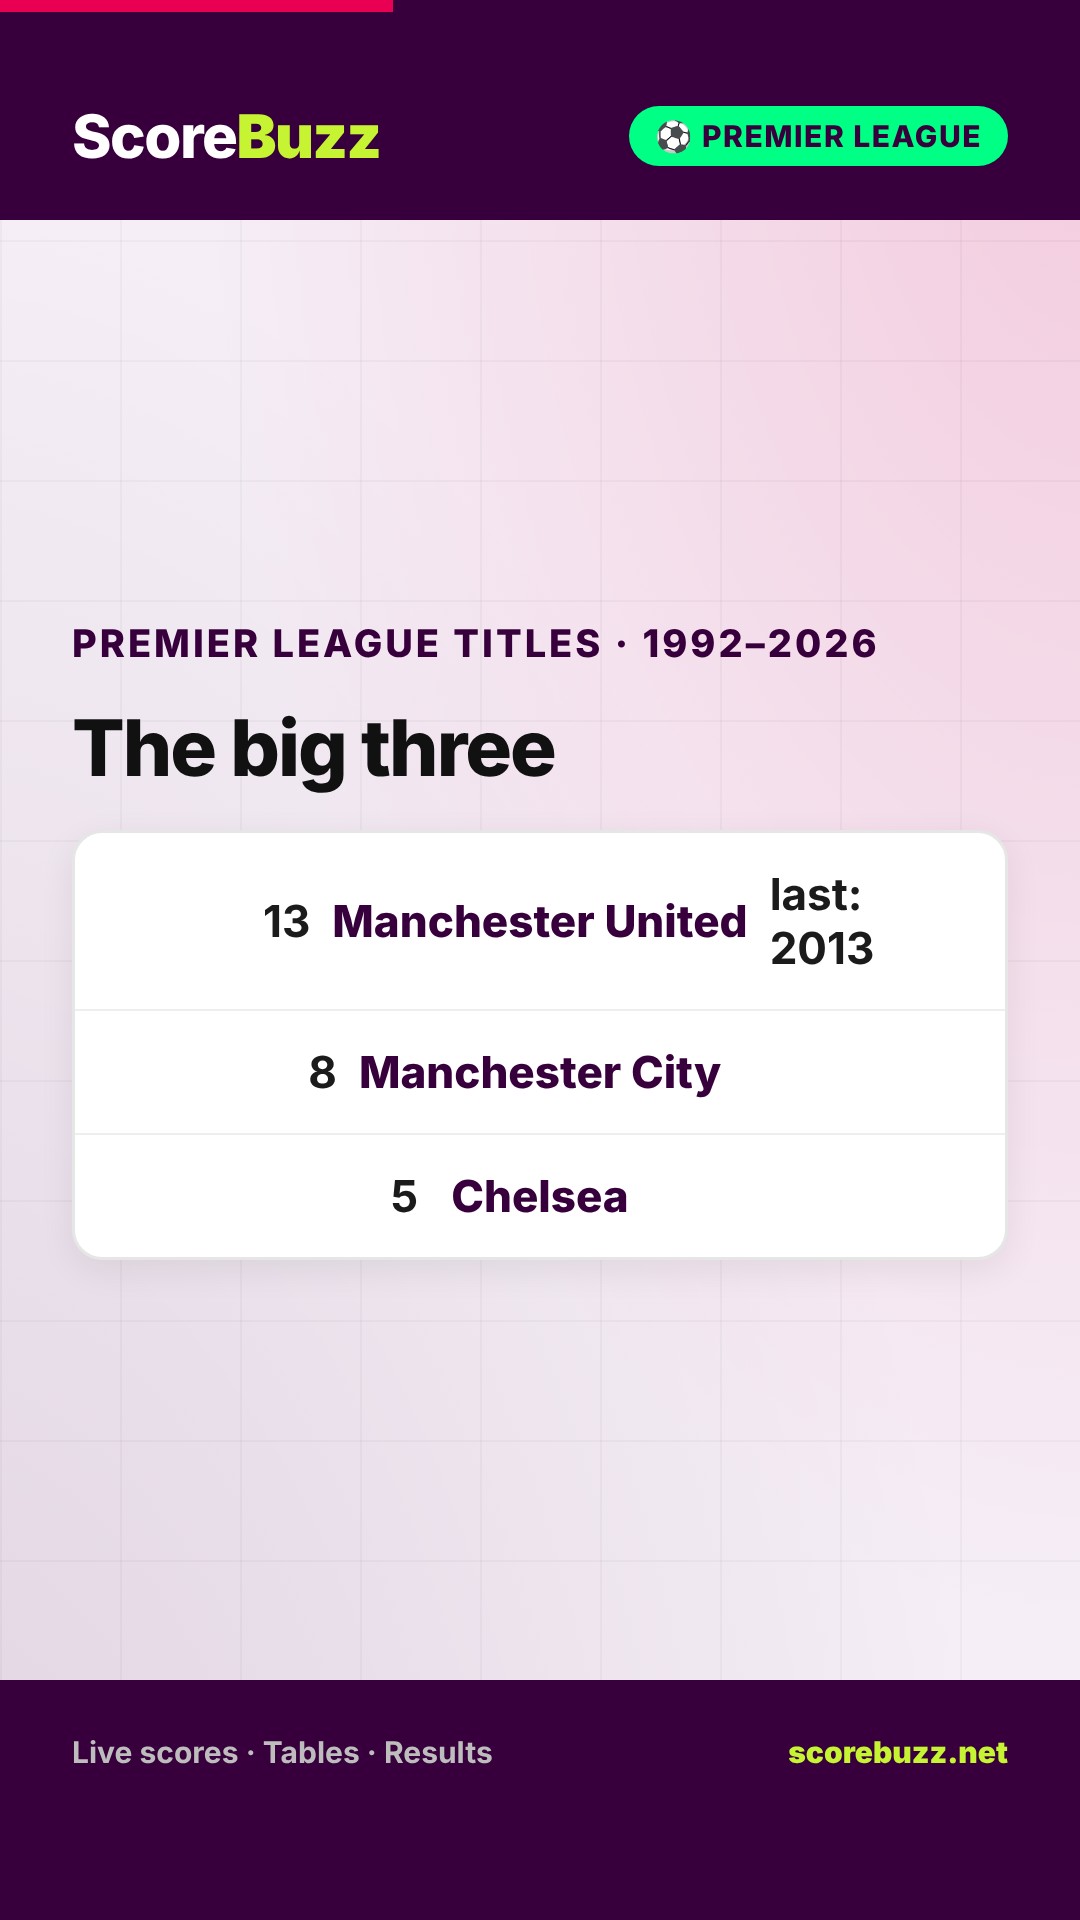 ScoreBuzz
⚽ PREMIER LEAGUE
PREMIER LEAGUE TITLES · 1992–2026
The big three
13 Manchester United last: 2013
8 Manchester City
5 Chelsea
Live scores · Tables · Results
scorebuzz.net